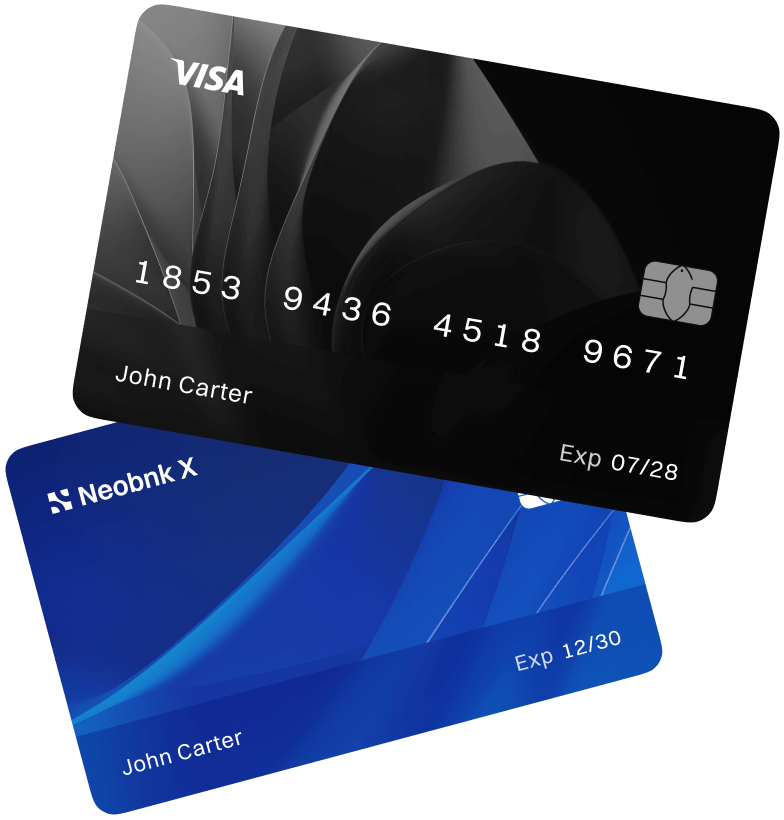 VISA
1853 9436 4518 9671
John Carter
Exp 07/28
Neobnk X
Exp 12/30
John Carter